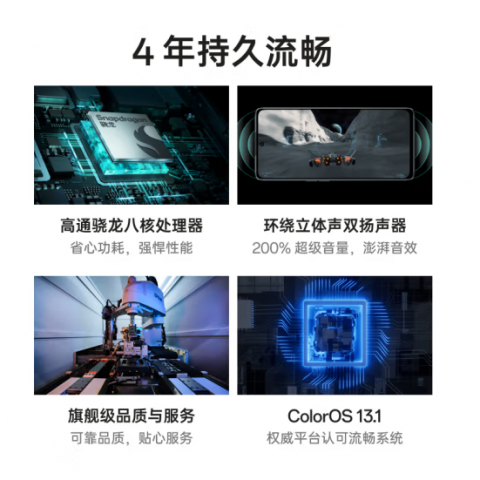 4 年持久流畅
Snapdragon
骁龙
高通骁龙八核处理器
省心功耗，强悍性能
环绕立体声双扬声器
200% 超级音量，澎湃音效
旗舰级品质与服务
可靠品质，贴心服务
ColorOS 13.1
权威平台认可流畅系统